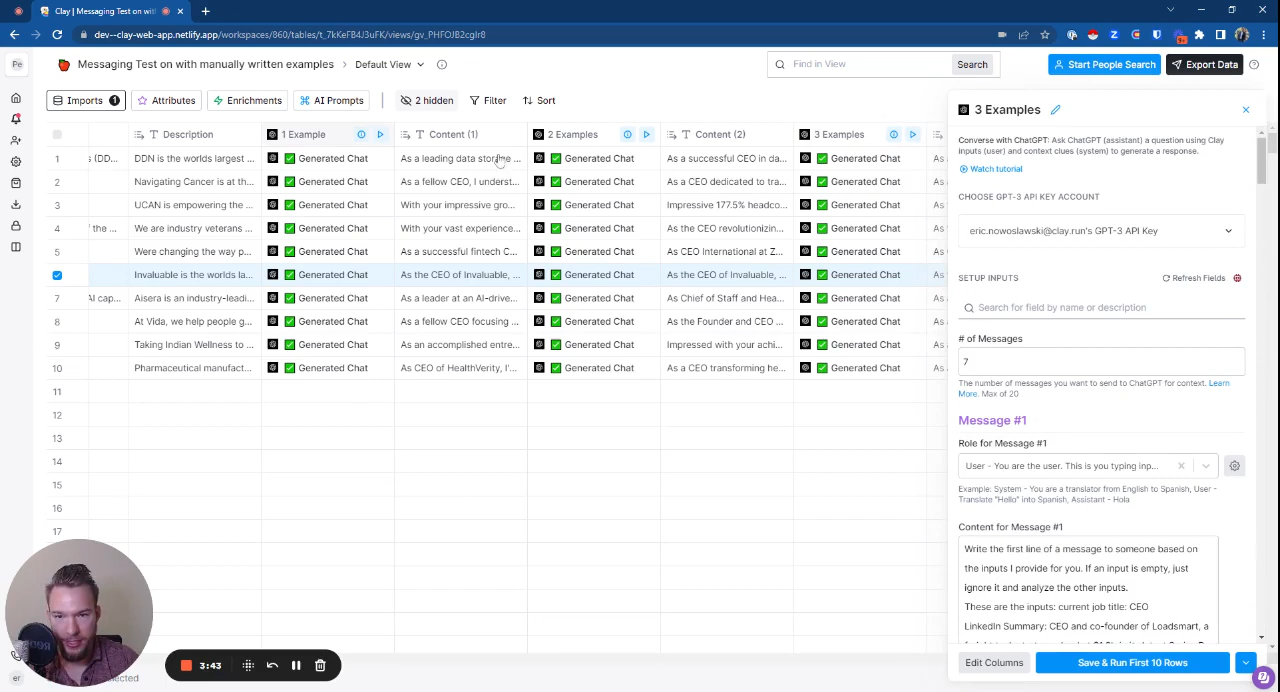 Clay | Messaging Test on with
dev--clay-web-app.netlify.app/workspaces/860/tables/t_7kKeFB4J3uFK/views/gv_PHFOJB2cgIr8
Pe
Messaging Test on with manually written examples
Default View
Find in View
Search
Start People Search
Export Data
Imports 1
Attributes
Enrichments
AI Prompts
2 hidden
Filter
Sort
Description
1 Example
Content (1)
2 Examples
Content (2)
3 Examples
1 s (DD... DDN is the worlds largest ... Generated Chat As a leading data storage ... Generated Chat As a successful CEO in da... Generated Chat As
2 Navigating Cancer is at th... Generated Chat As a fellow CEO, I underst... Generated Chat As a CEO dedicated to tra... Generated Chat As
3 UCAN is empowering the ... Generated Chat With your impressive gro... Generated Chat Impressive 177.5% headco... Generated Chat As
4 of the ... We are industry veterans ... Generated Chat With your vast experience... Generated Chat As the CEO revolutionizing... Generated Chat As
5 Were changing the way p... Generated Chat As a successful fintech C... Generated Chat As CEO International at Z... Generated Chat As
Invaluable is the worlds la... Generated Chat As the CEO of Invaluable, ... Generated Chat As the CEO of Invaluable, ... Generated Chat As
7 AI cap... Aisera is an industry-leadi... Generated Chat As a leader at an AI-drive... Generated Chat As Chief of Staff and Hea... Generated Chat As
8 At Vida, we help people g... Generated Chat As a fellow CEO focusing ... Generated Chat As the Founder and CEO ... Generated Chat As
9 Taking Indian Wellness to ... Generated Chat As an accomplished entre... Generated Chat Impressed with your achi... Generated Chat As
10 Pharmaceutical manufact... Generated Chat As CEO of HealthVerity, I'... Generated Chat As a CEO transforming he... Generated Chat As
11
12
13
14
15
16
17
3 Examples
Converse with ChatGPT: Ask ChatGPT (assistant) a question using Clay
inputs (user) and context clues (system) to generate a response.
Watch tutorial
CHOOSE GPT-3 API KEY ACCOUNT
eric.nowoslawski@clay.run's GPT-3 API Key
SETUP INPUTS
Refresh Fields
Search for field by name or description
# of Messages
7
The number of messages you want to send to ChatGPT for context. Learn
More. Max of 20
Message #1
Role for Message #1
User - You are the user. This is you typing inp...
Example: System - You are a translator from English to Spanish, User -
Translate "Hello" into Spanish, Assistant - Hola
Content for Message #1
Write the first line of a message to someone based on
the inputs I provide for you. If an input is empty, just
ignore it and analyze the other inputs.
These are the inputs: current job title: CEO
LinkedIn Summary: CEO and co-founder of Loadsmart, a
Edit Columns
Save & Run First 10 Rows
3:43
er